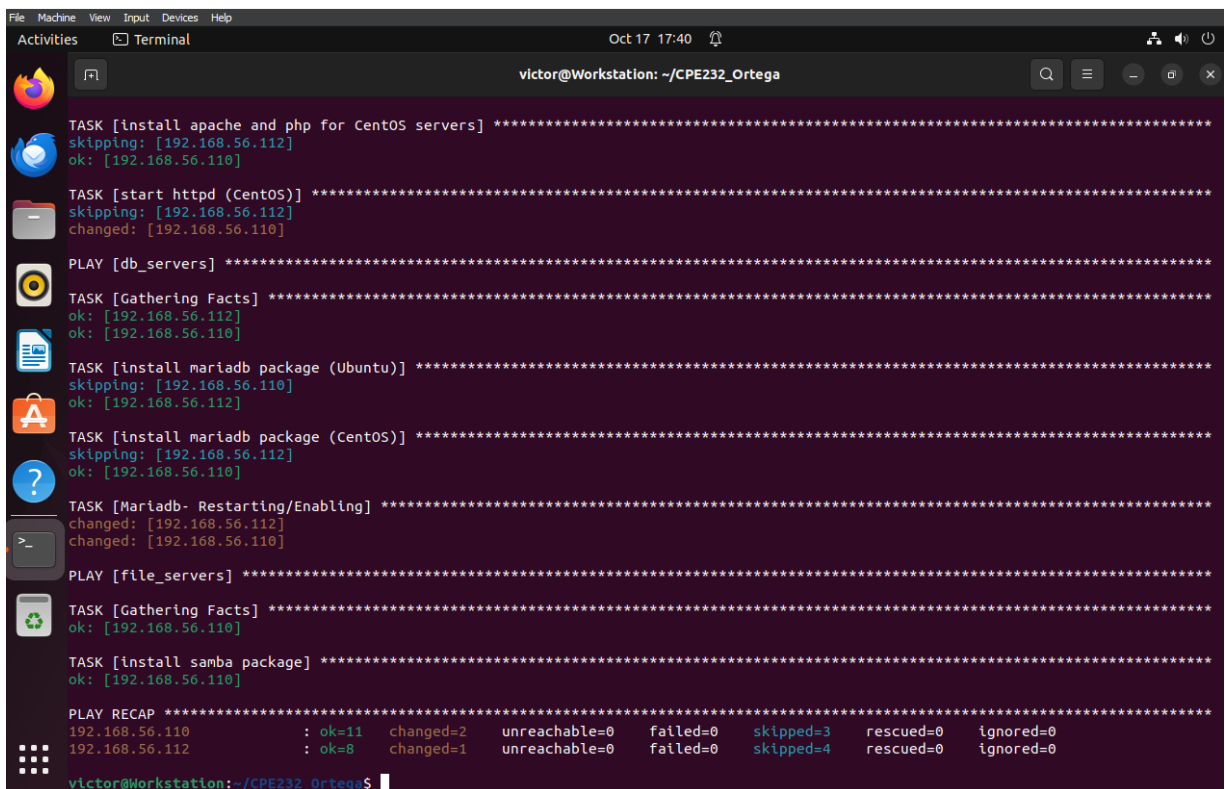 File Machine View Input Devices Help
Activities Terminal Oct 17 17:40
victor@Workstation: ~/CPE232_Ortega
TASK [install apache and php for CentOS servers] ***********************************************************************************
skipping: [192.168.56.112]
ok: [192.168.56.110]
TASK [start httpd (CentOS)] ********************************************************************************************************
skipping: [192.168.56.112]
changed: [192.168.56.110]
PLAY [db_servers] ******************************************************************************************************************
TASK [Gathering Facts] *************************************************************************************************************
ok: [192.168.56.112]
ok: [192.168.56.110]
TASK [install mariadb package (Ubuntu)] ********************************************************************************************
skipping: [192.168.56.110]
ok: [192.168.56.112]
TASK [install mariadb package (CentOS)] ********************************************************************************************
skipping: [192.168.56.112]
ok: [192.168.56.110]
TASK [Mariadb- Restarting/Enabling] ************************************************************************************************
changed: [192.168.56.112]
changed: [192.168.56.110]
PLAY [file_servers] ****************************************************************************************************************
TASK [Gathering Facts] *************************************************************************************************************
ok: [192.168.56.110]
TASK [install samba package] *******************************************************************************************************
ok: [192.168.56.110]
PLAY RECAP *************************************************************************************************************************
192.168.56.110 : ok=11 changed=2 unreachable=0 failed=0 skipped=3 rescued=0 ignored=0
192.168.56.112 : ok=8 changed=1 unreachable=0 failed=0 skipped=4 rescued=0 ignored=0
victor@Workstation:~/CPE232_Ortega$